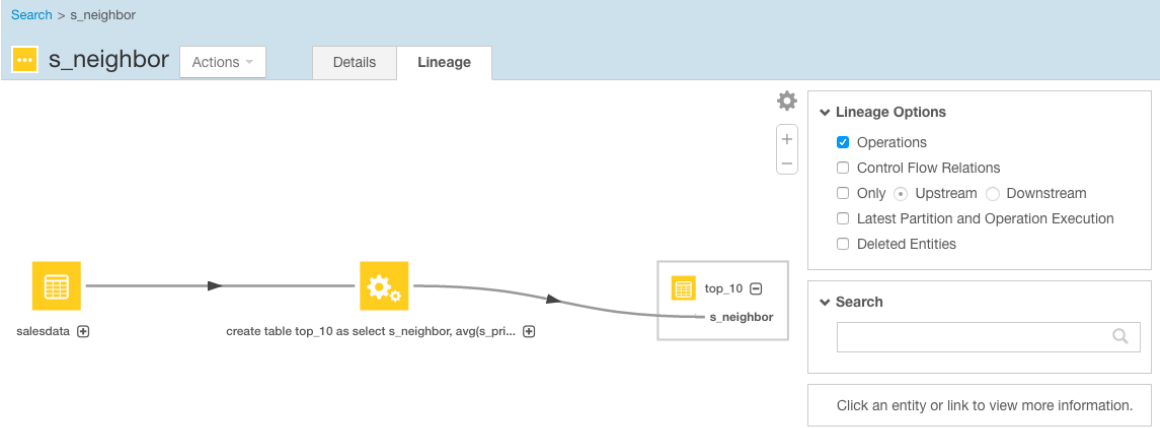 Search > s_neighbor
s_neighbor
Actions
Details
Lineage
Lineage Options
Operations
Control Flow Relations
Only Upstream Downstream
Latest Partition and Operation Execution
Deleted Entities
top_10
s_neighbor
salesdata
create table top_10 as select s_neighbor, avg(s_pri...
Search
Click an entity or link to view more information.